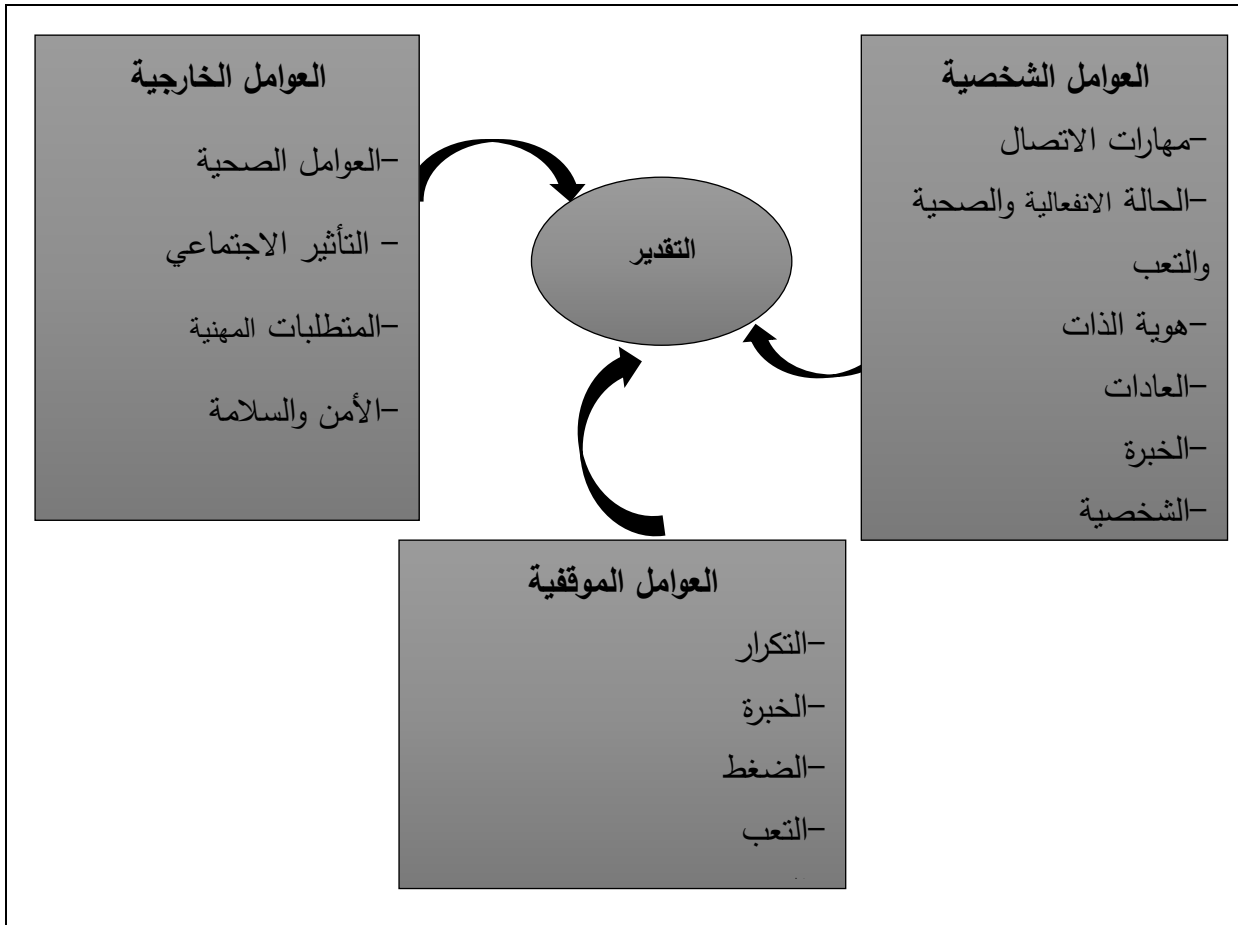 العوامل الشخصية
-مهارات الاتصال
-الحالة الانفعالية والصحية
والتعب
-هوية الذات
-العادات
-الخبرة
-الشخصية
العوامل الخارجية
-العوامل الصحية
- التأثير الاجتماعي
-المتطلبات المهنية
-الأمن والسلامة
التقدير
العوامل الموقفية
-التكرار
-الخبرة
-الضغط
-التعب